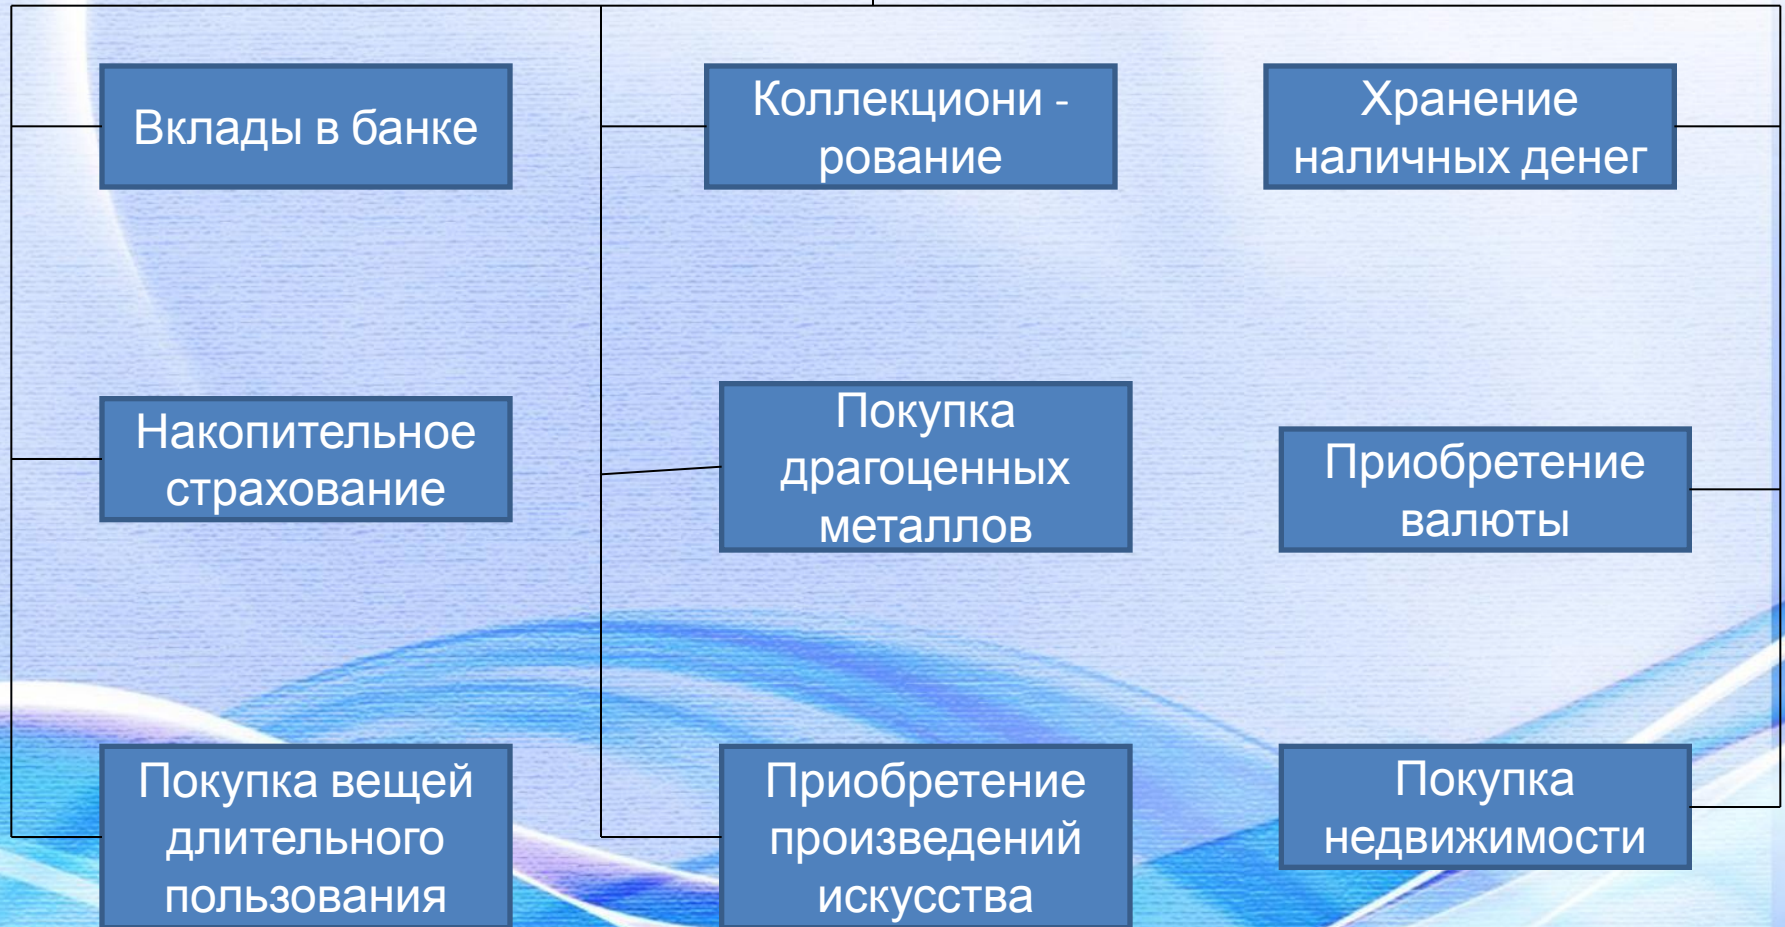 Вклады в банке
Коллекциони -
рование
Хранение
наличных денег
Накопительное
страхование
Покупка
драгоценных
металлов
Приобретение
валюты
Покупка вещей
длительного
пользования
Приобретение
произведений
искусства
Покупка
недвижимости